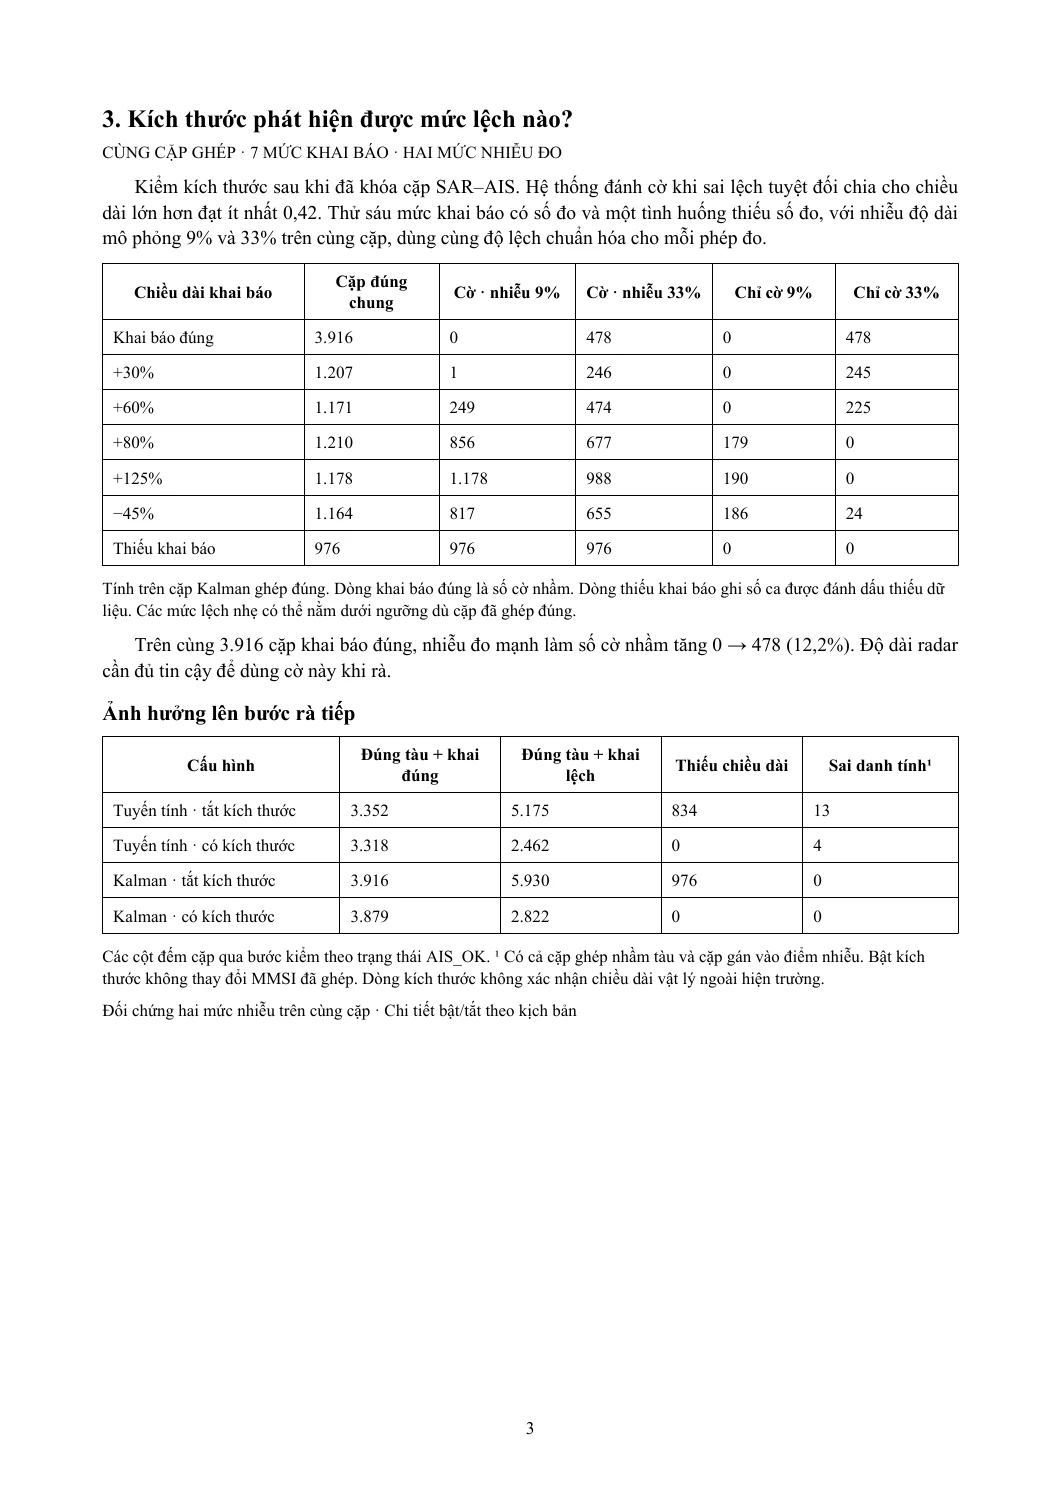 3. Kích thước phát hiện được mức lệch nào?
CÙNG CẶP GHÉP · 7 MỨC KHAI BÁO · HAI MỨC NHIỄU ĐO
Kiểm kích thước sau khi đã khóa cặp SAR–AIS. Hệ thống đánh cờ khi sai lệch tuyệt đối chia cho chiều
dài lớn hơn đạt ít nhất 0,42. Thử sáu mức khai báo có số đo và một tình huống thiếu số đo, với nhiễu độ dài
mô phỏng 9% và 33% trên cùng cặp, dùng cùng độ lệch chuẩn hóa cho mỗi phép đo.
Chiều dài khai báo Cặp đúng chung Cờ · nhiễu 9% Cờ · nhiễu 33% Chỉ cờ 9% Chỉ cờ 33%
Khai báo đúng 3.916 0 478 0 478
+30% 1.207 1 246 0 245
+60% 1.171 249 474 0 225
+80% 1.210 856 677 179 0
+125% 1.178 1.178 988 190 0
−45% 1.164 817 655 186 24
Thiếu khai báo 976 976 976 0 0
Tính trên cặp Kalman ghép đúng. Dòng khai báo đúng là số cờ nhầm. Dòng thiếu khai báo ghi số ca được đánh dấu thiếu dữ
liệu. Các mức lệch nhẹ có thể nằm dưới ngưỡng dù cặp đã ghép đúng.
Trên cùng 3.916 cặp khai báo đúng, nhiễu đo mạnh làm số cờ nhầm tăng 0 → 478 (12,2%). Độ dài radar
cần đủ tin cậy để dùng cờ này khi rà.
Ảnh hưởng lên bước rà tiếp
Cấu hình Đúng tàu + khai đúng Đúng tàu + khai lệch Thiếu chiều dài Sai danh tính¹
Tuyến tính · tắt kích thước 3.352 5.175 834 13
Tuyến tính · có kích thước 3.318 2.462 0 4
Kalman · tắt kích thước 3.916 5.930 976 0
Kalman · có kích thước 3.879 2.822 0 0
Các cột đếm cặp qua bước kiểm theo trạng thái AIS_OK. ¹ Có cả cặp ghép nhầm tàu và cặp gán vào điểm nhiễu. Bật kích
thước không thay đổi MMSI đã ghép. Dòng kích thước không xác nhận chiều dài vật lý ngoài hiện trường.
Đối chứng hai mức nhiễu trên cùng cặp · Chi tiết bật/tắt theo kịch bản
3